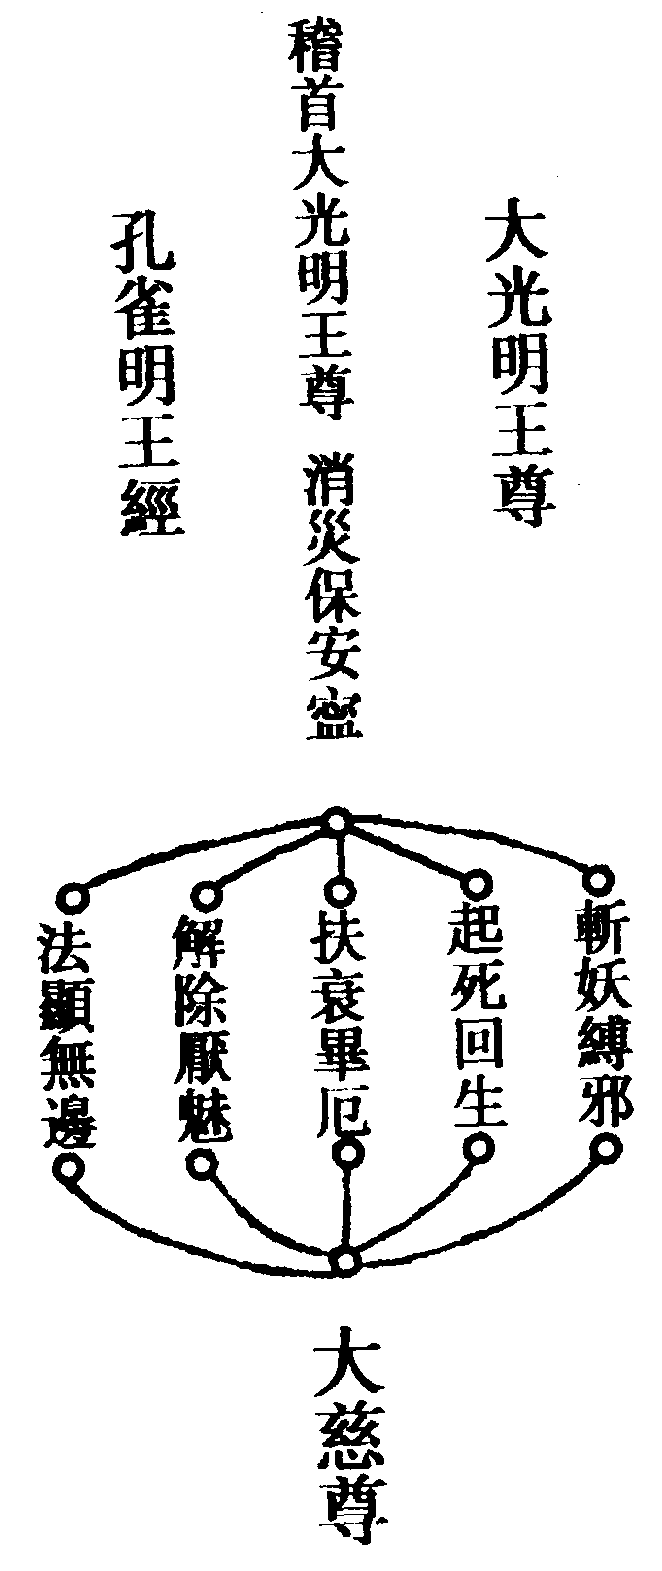 大光明王尊
稽首大光明王尊 消災保安寍
孔雀明王經
斬妖縛邪
起死回生
扶衰畢厄
解除厭魅
法顯無邊
大慈尊